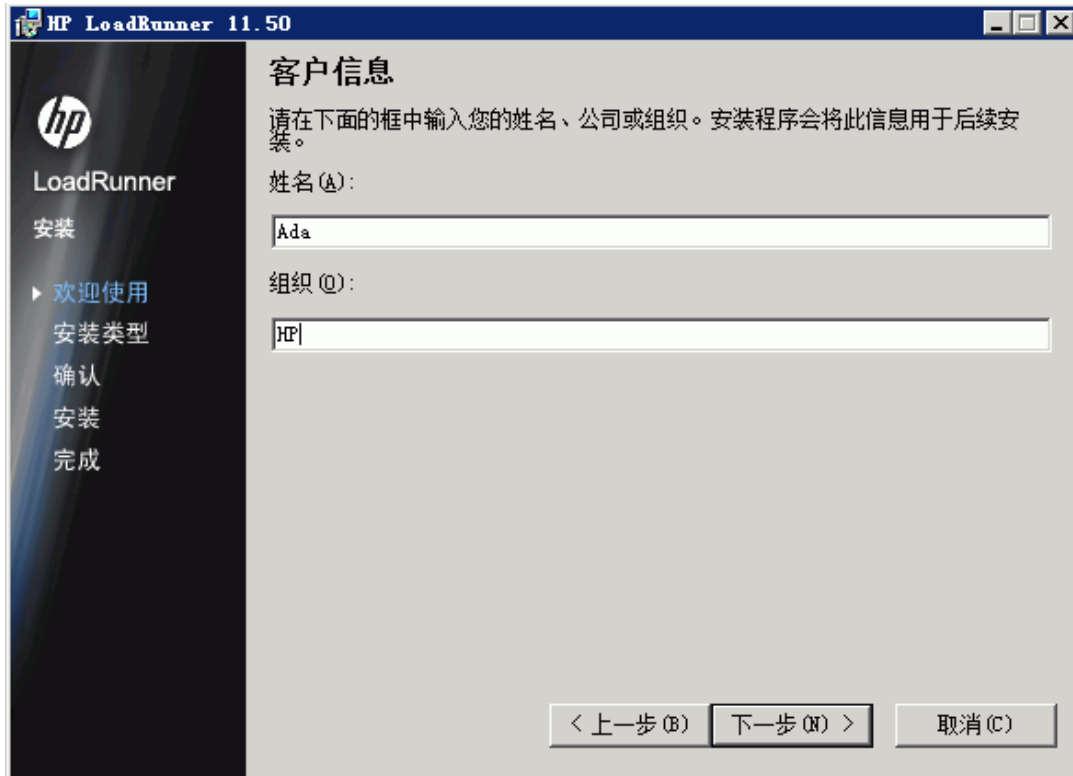 HP LoadRunner 11.50
hp
LoadRunner
安装
欢迎使用
安装类型
确认
安装
完成
客户信息
请在下面的框中输入您的姓名、公司或组织。安装程序会将此信息用于后续安
装。
姓名(A):
Ada
组织(O):
HP
< 上一步(B)
下一步(N) >
取消(C)